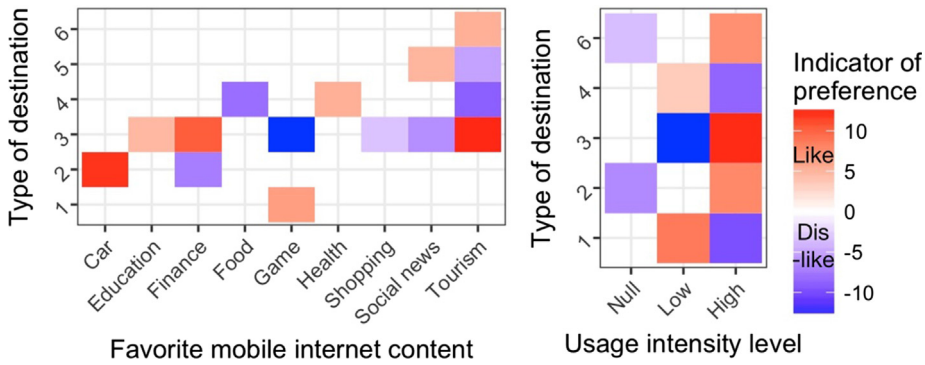 Type of destination
6
5
4
3
2
1
Car
Education
Finance
Food
Game
Health
Shopping
Social news
Tourism
Favorite mobile internet content
Type of destination
6
4
3
2
1
Null
Low
High
Usage intensity level
Indicator of
preference
10
Like
5
0
Dis
-like
-5
-10